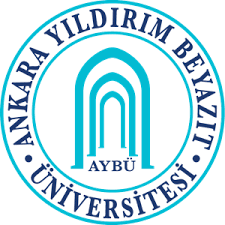 ANKARA YILDIRIM BEYAZIT
AYBÜ
• ÜNİVERSİTESİ •